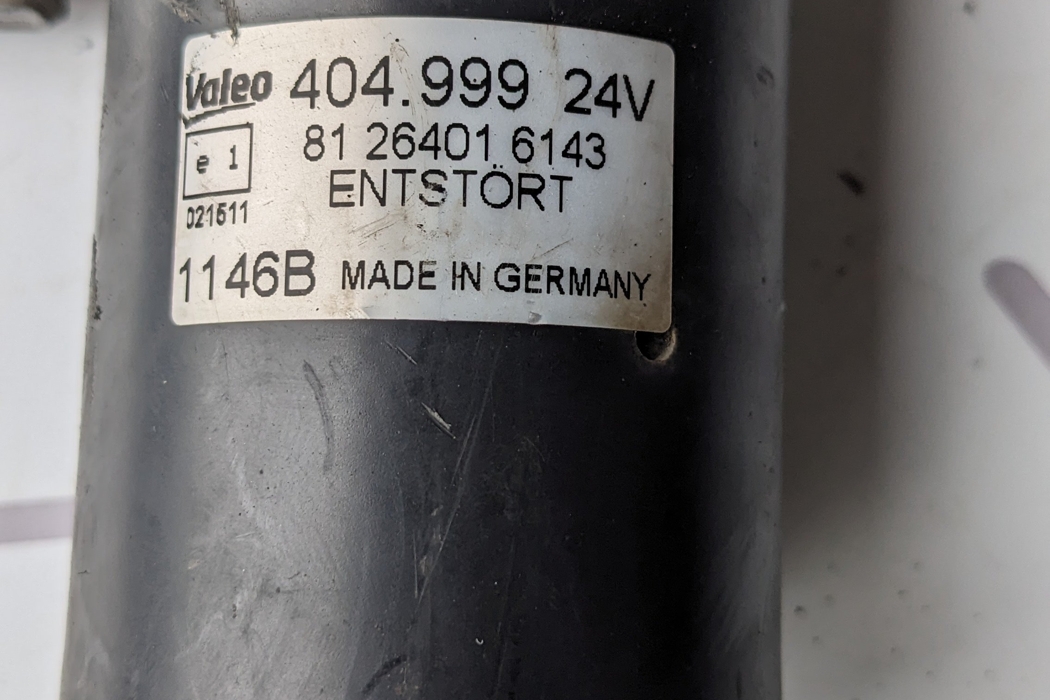 Valeo 404.999 24V
e 1 81 26401 6143
ENTSTÖRT
021511
1146B MADE IN GERMANY